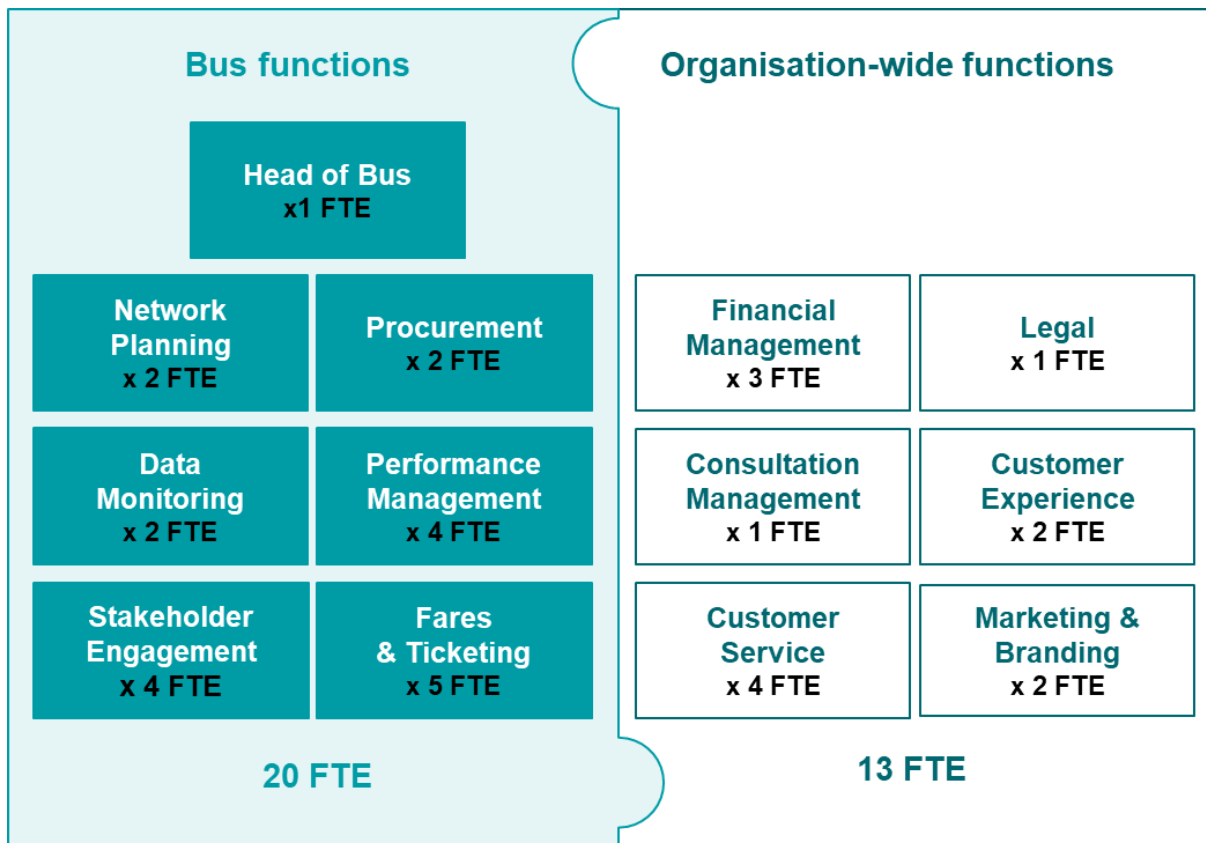 Bus functions
Organisation-wide functions
Head of Bus
x1 FTE
Network
Planning
x 2 FTE
Procurement
x 2 FTE
Financial
Management
x 3 FTE
Legal
x 1 FTE
Data
Monitoring
x 2 FTE
Performance
Management
x 4 FTE
Consultation
Management
x 1 FTE
Customer
Experience
x 2 FTE
Stakeholder
Engagement
x 4 FTE
Fares
& Ticketing
x 5 FTE
Customer
Service
x 4 FTE
Marketing &
Branding
x 2 FTE
20 FTE
13 FTE